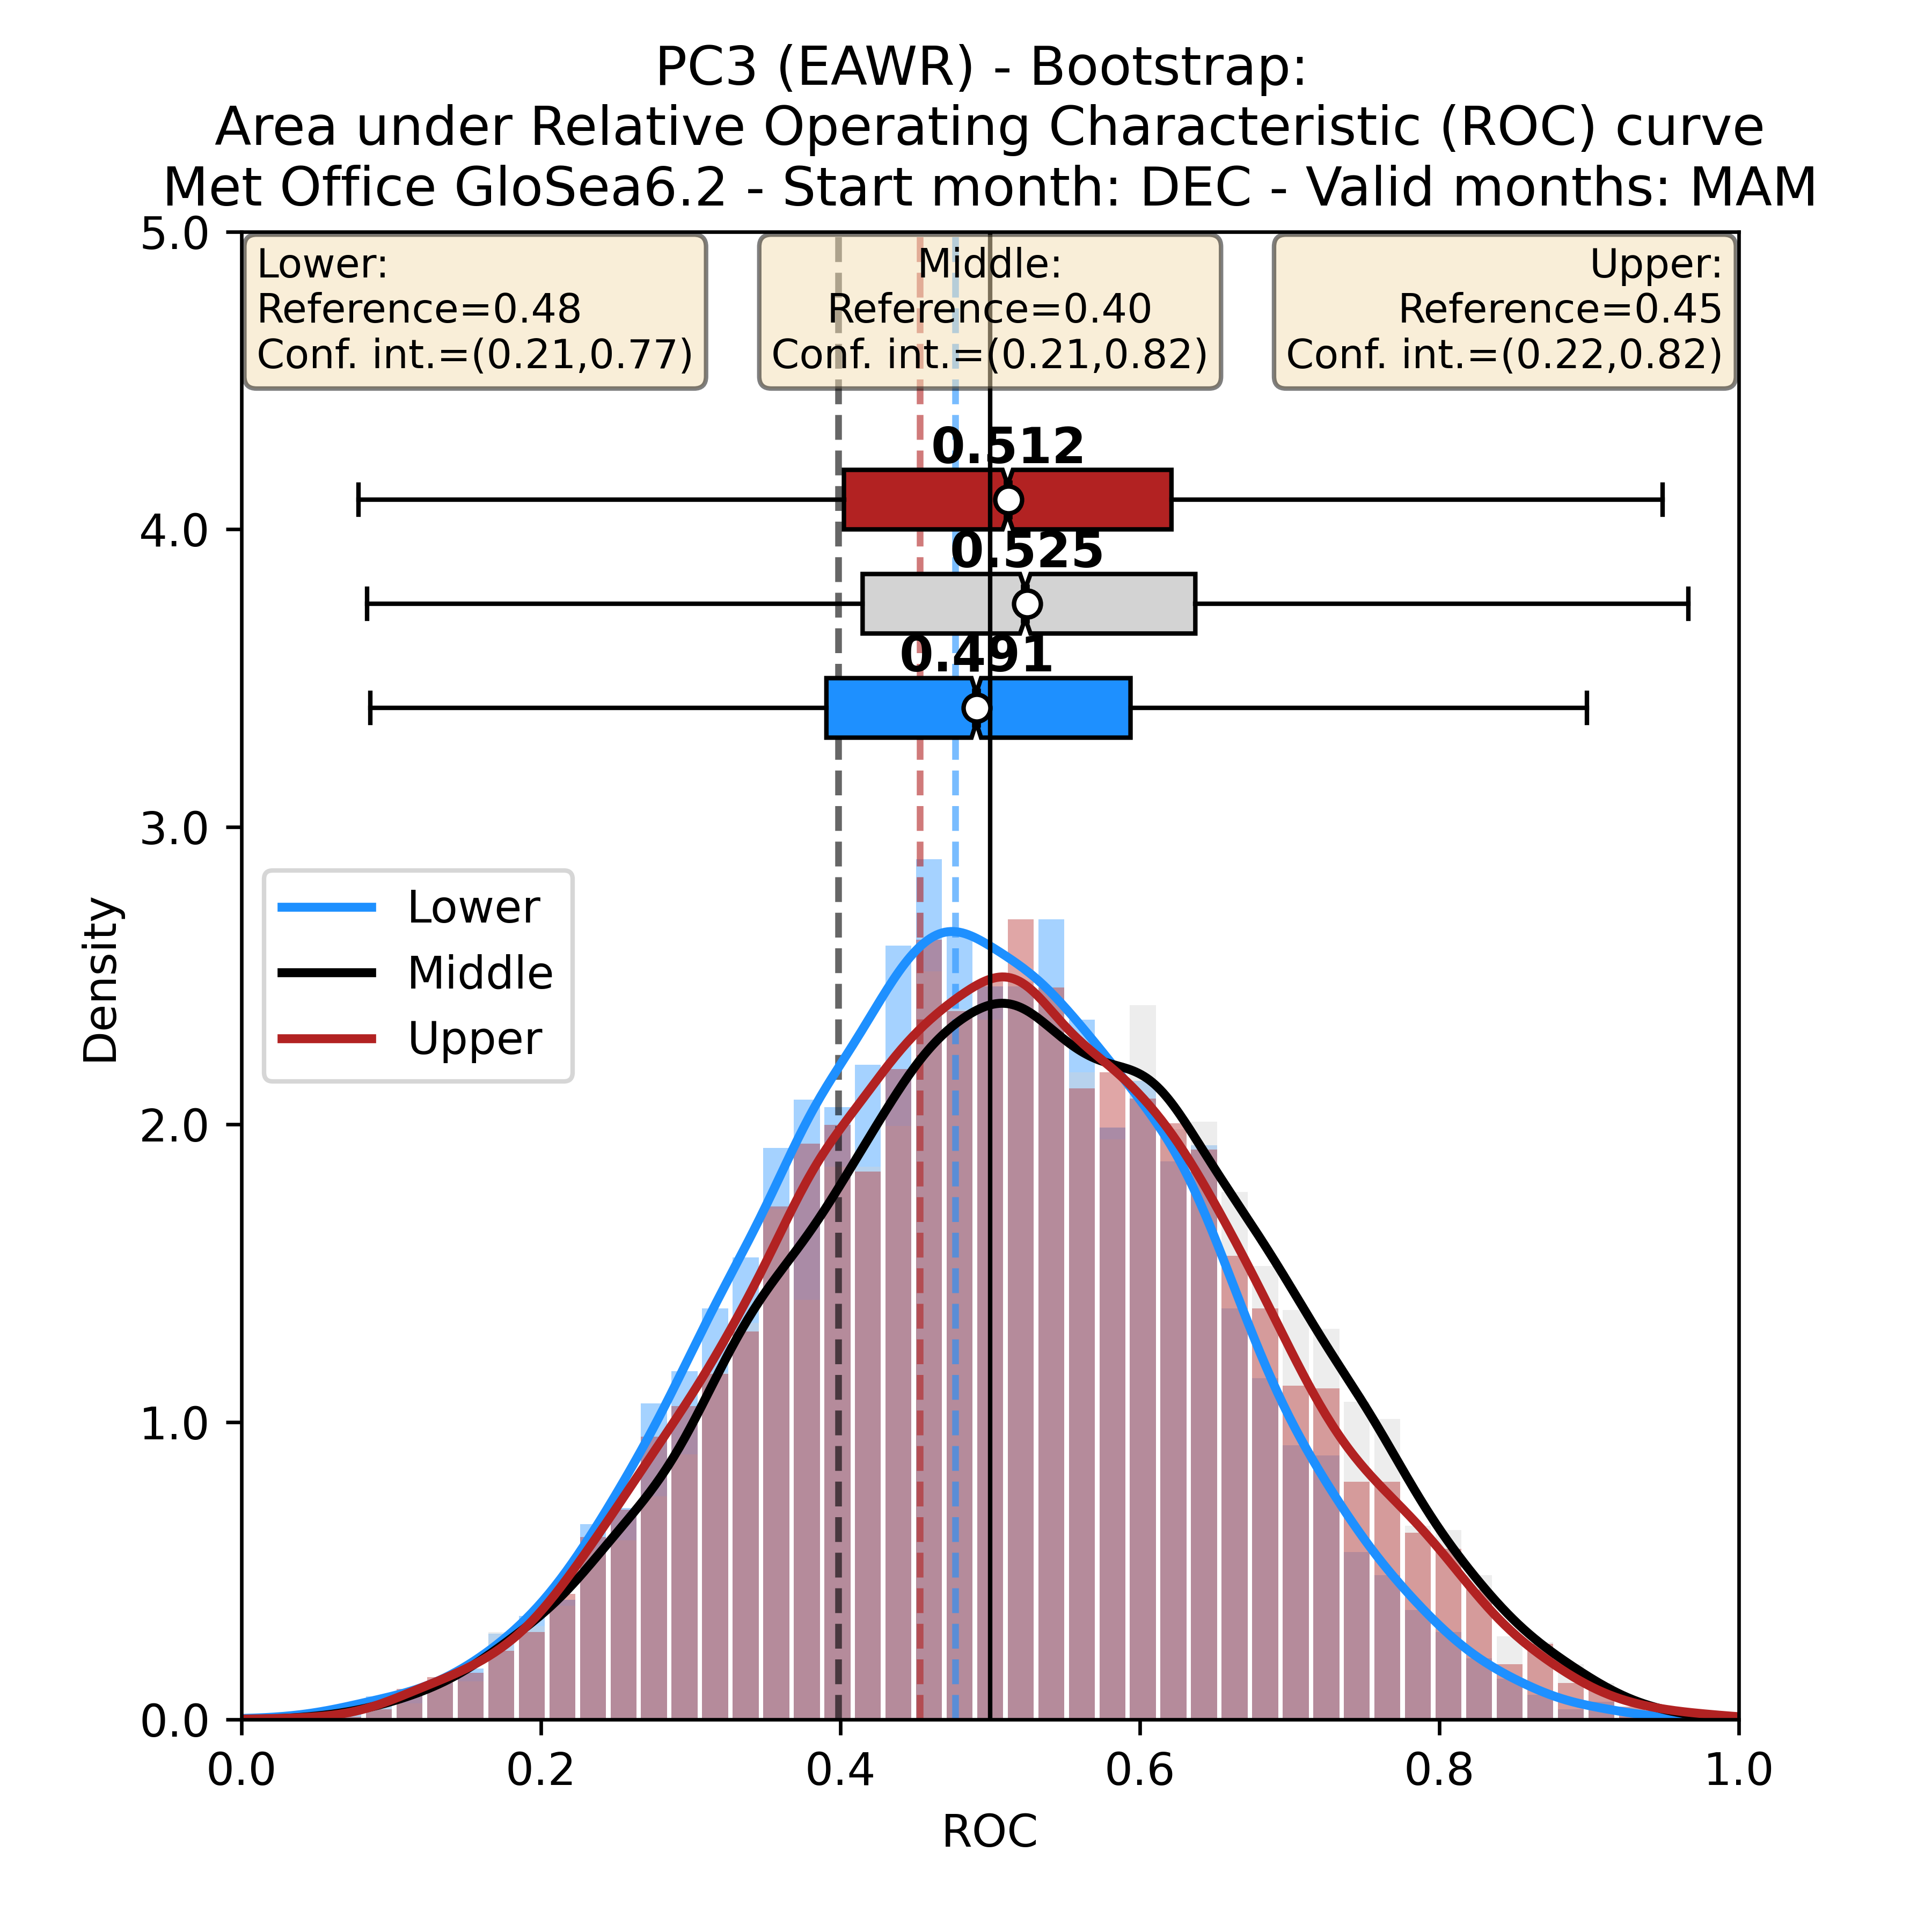 PC3 (EAWR) - Bootstrap:
Area under Relative Operating Characteristic (ROC) curve
Met Office GloSea6.2 - Start month: DEC - Valid months: MAM
Lower:
Reference=0.48
Conf. int.=(0.21,0.77)
Middle:
Reference=0.40
Conf. int.=(0.21,0.82)
Upper:
Reference=0.45
Conf. int.=(0.22,0.82)
0.512
0.525
0.491
Lower
Middle
Upper
Density
5.0
4.0
3.0
2.0
1.0
0.0
0.0
0.2
0.4
0.6
0.8
1.0
ROC